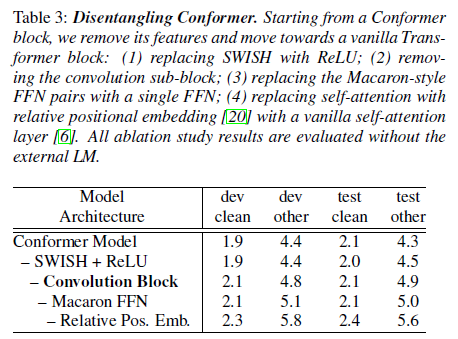 Table 3: Disentangling Conformer. Starting from a Conformer
block, we remove its features and move towards a vanilla Trans-
former block: (1) replacing SWISH with ReLU; (2) remov-
ing the convolution sub-block; (3) replacing the Macaron-style
FFN pairs with a single FFN; (4) replacing self-attention with
relative positional embedding [20] with a vanilla self-attention
layer [6]. All ablation study results are evaluated without the
external LM.
Model dev dev test test
Architecture clean other clean other
Conformer Model 1.9 4.4 2.1 4.3
– SWISH + ReLU 1.9 4.4 2.0 4.5
– Convolution Block 2.1 4.8 2.1 4.9
– Macaron FFN 2.1 5.1 2.1 5.0
– Relative Pos. Emb. 2.3 5.8 2.4 5.6